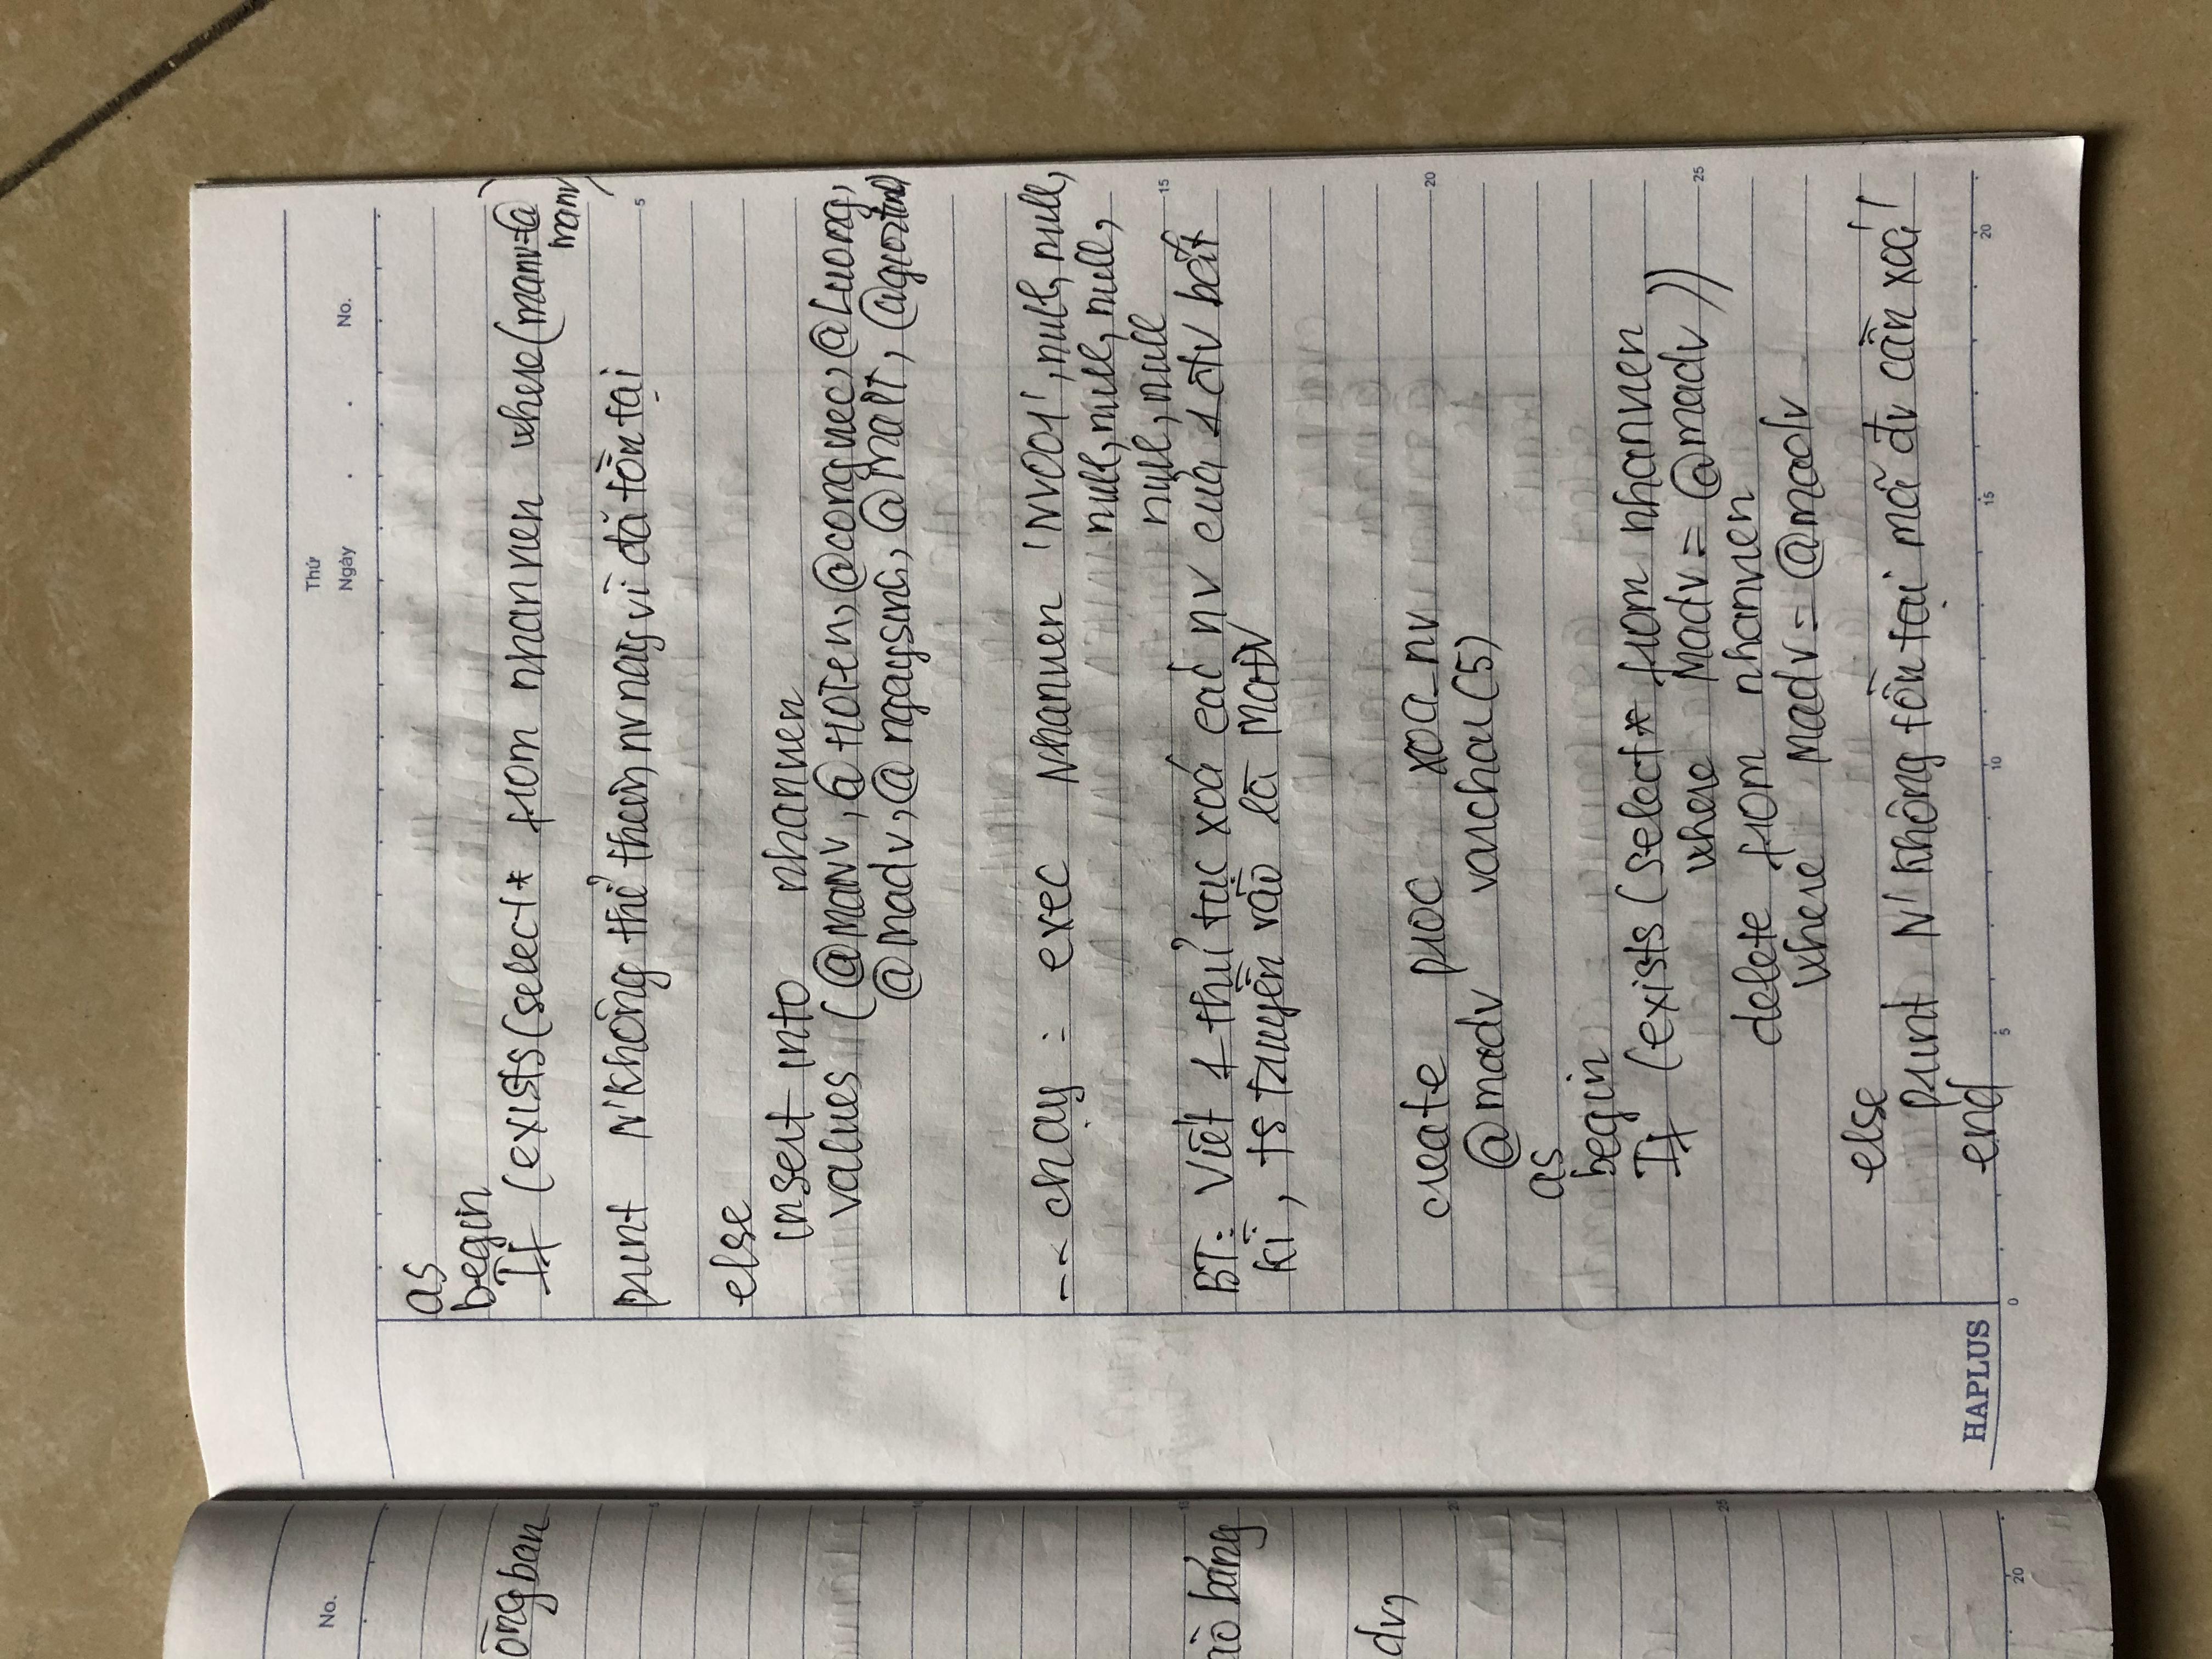 No.
òng ban
ào bảng
dv,
20
Thứ
Ngày . . No.
as
begin
If (exists(select* from nhanvien where(manv=@
manv))
print N'Không thể thêm nv này vì đã tồn tại
5
else
insert into nhanvien
values (@MANV, @HOTEN, @congviec, @Luong,
@madv, @ngaysinh, @MaPT, @gioitinh)
-- chạy : exec Nhanvien 'NV001', null, null,
null, null, null,
null, null
15
BT: Viết 1 thủ tục xoá các nv của 1 đv bất
kì, ts truyền vào là MaĐV
create proc xoa_nv
20
@madv varchar(5)
as
begin
If (exists (select* from nhanvien
where Madv = @madv ))
25
delete from nhanvien
where Madv = @madv
else
print N'Không tồn tại mã đv cần xoá'
end
HAPLUS
0 5 10 15 20